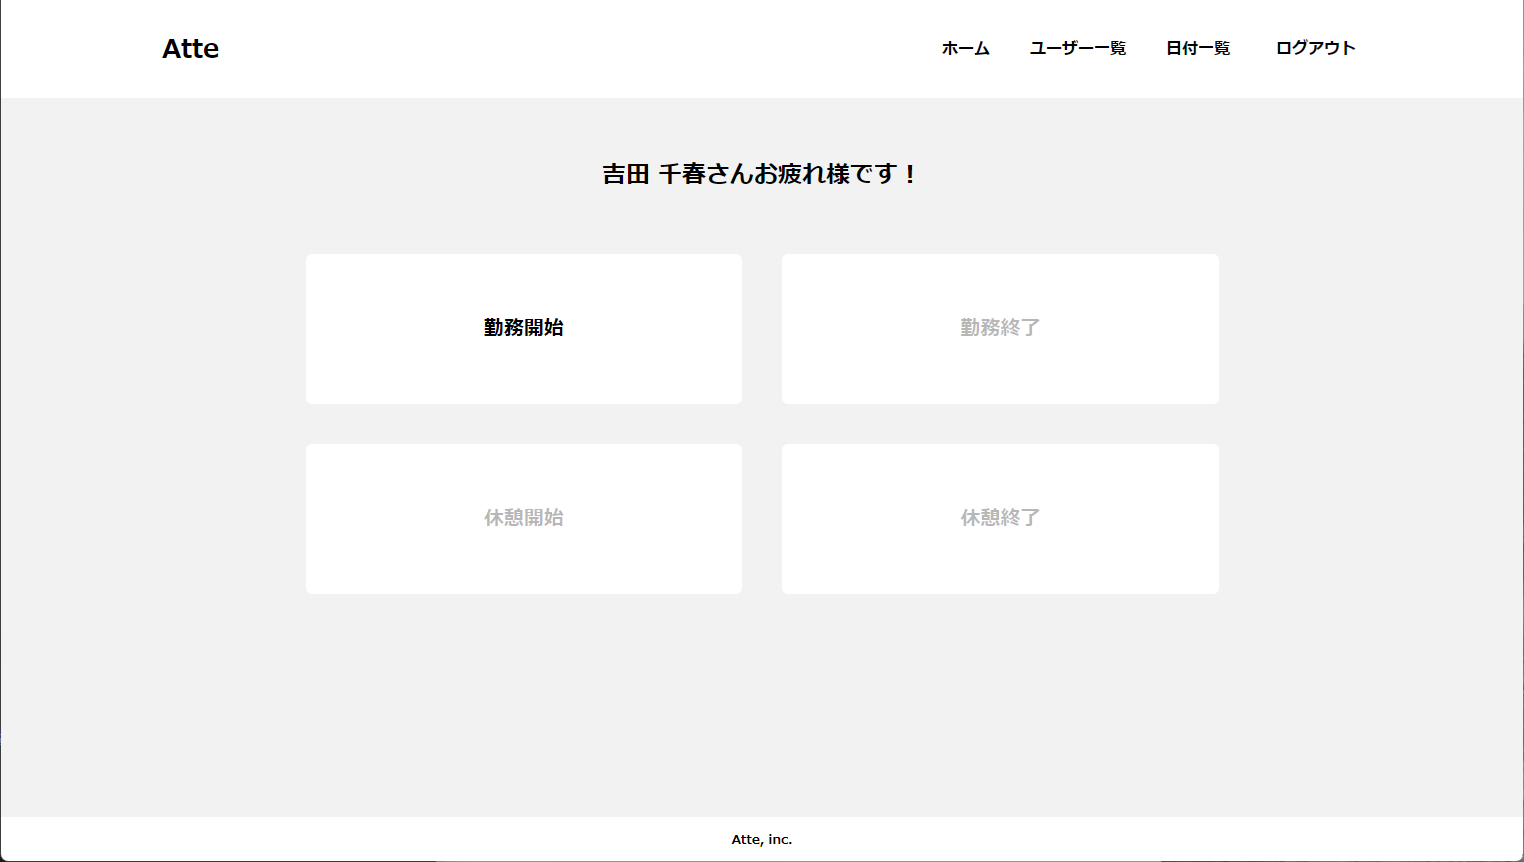 Atte
ホーム ユーザー一覧 日付一覧 ログアウト
吉田 千春さんお疲れ様です！
勤務開始 勤務終了
休憩開始 休憩終了
Atte, inc.